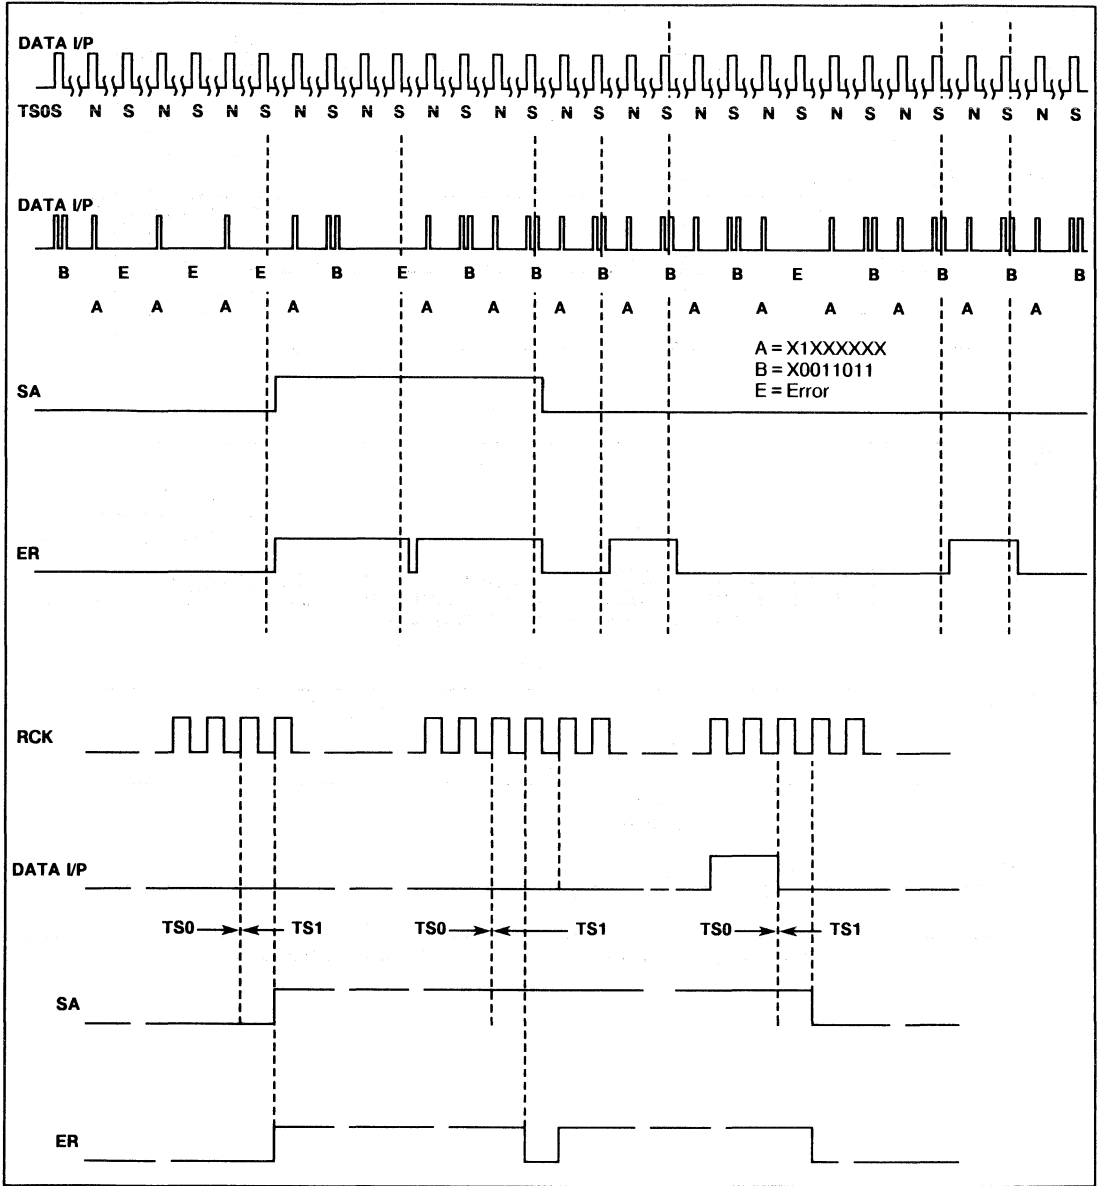 DATA I/P
TS0S N S N S N S N S N S N S N S N S N S N S N S N S N S N S N S
DATA I/P
B E E E B E B B B B B E B B B B
A A A A A A A A A A A A A A
A = X1XXXXXX
B = X0011011
E = Error
SA
ER
RCK
DATA I/P
TS0 TS1 TS0 TS1 TS0 TS1
SA
ER